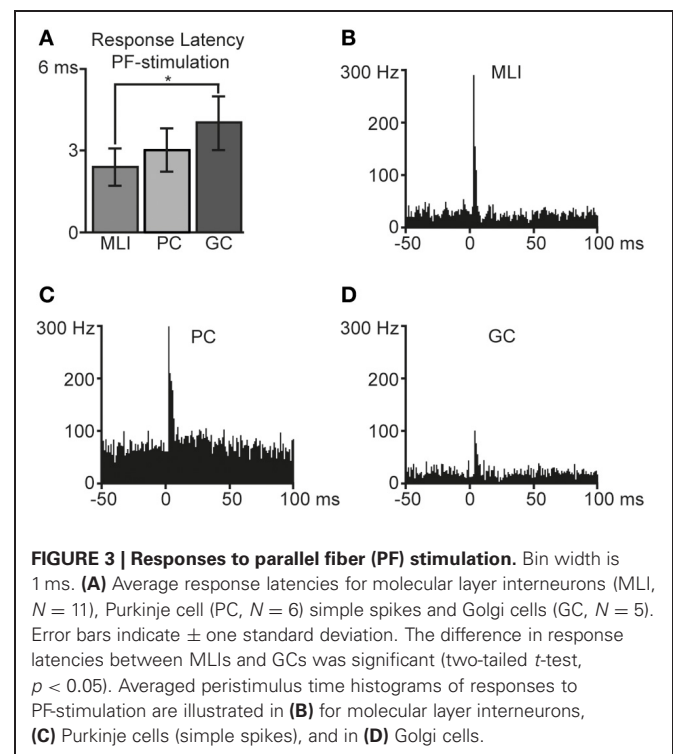 A
Response Latency
PF-stimulation
*
6 ms
3
0
MLI PC GC
B
MLI
300 Hz
200
100
0
-50 0 50 100 ms
C
PC
300 Hz
200
100
0
-50 0 50 100 ms
D
GC
300 Hz
200
100
0
-50 0 50 100 ms
FIGURE 3 | Responses to parallel fiber (PF) stimulation. Bin width is
1 ms. (A) Average response latencies for molecular layer interneurons (MLI,
N = 11), Purkinje cell (PC, N = 6) simple spikes and Golgi cells (GC, N = 5).
Error bars indicate ± one standard deviation. The difference in response
latencies between MLIs and GCs was significant (two-tailed t-test,
p < 0.05). Averaged peristimulus time histograms of responses to
PF-stimulation are illustrated in (B) for molecular layer interneurons,
(C) Purkinje cells (simple spikes), and in (D) Golgi cells.